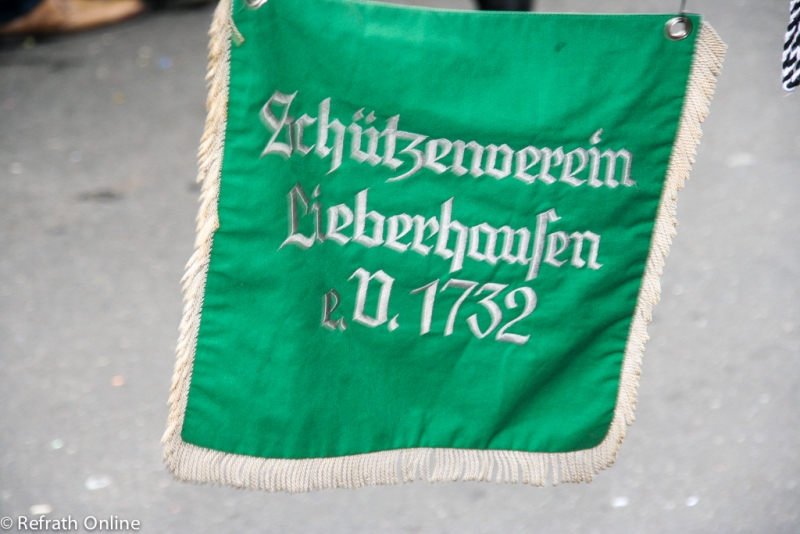 Schützenverein
Lieberhausen
e.V. 1732
© Refrath Online